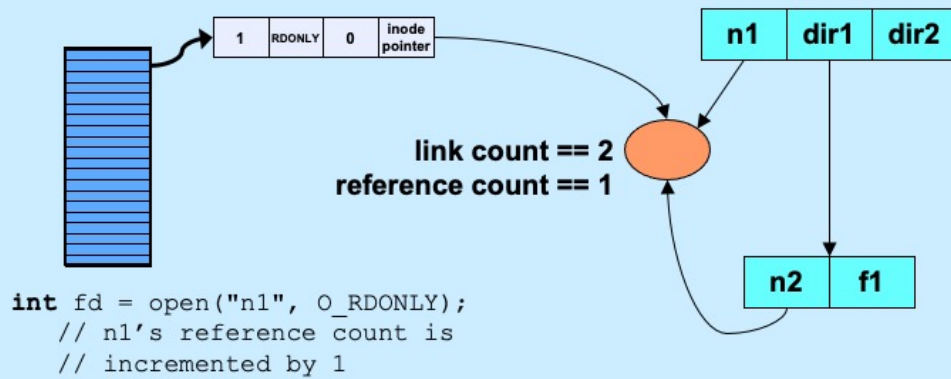 1 RDONLY 0 inode pointer
n1 dir1 dir2
link count == 2
reference count == 1
n2 f1
int fd = open("n1", O_RDONLY);
// n1’s reference count is
// incremented by 1